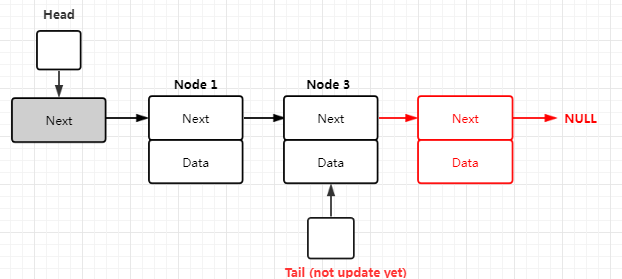 Head
Node 1
Node 3
Next
Next
Next
Next
NULL
Data
Data
Data
Tail (not update yet)